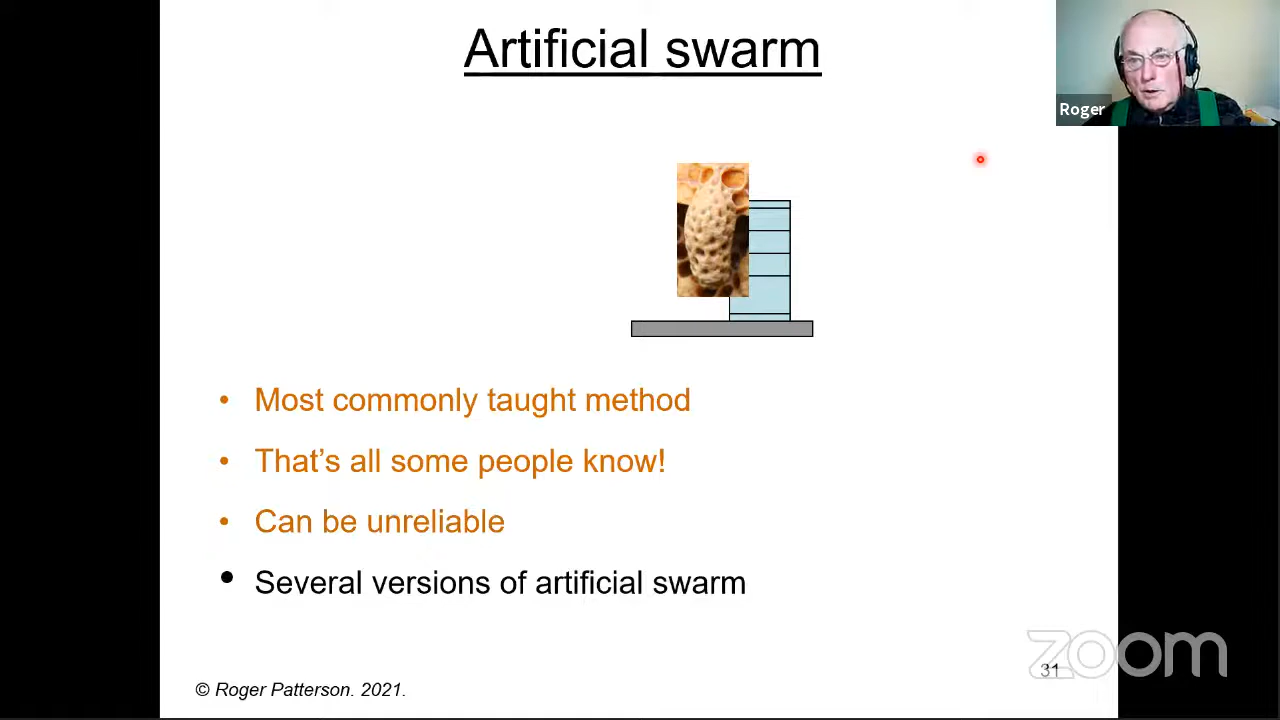 Artificial swarm
Roger
• Most commonly taught method
• That’s all some people know!
• Can be unreliable
• Several versions of artificial swarm
zoom
31
© Roger Patterson. 2021.